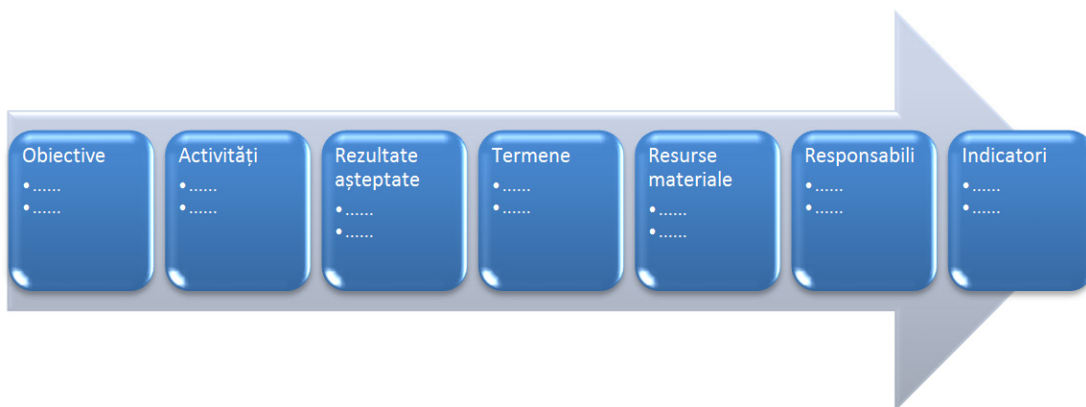 Obiective
• ......
• ......
Activități
• ......
• ......
Rezultate
așteptate
• ......
• ......
Termene
• ......
• ......
Resurse
materiale
• ......
• ......
Responsabili
• ......
• ......
Indicatori
• ......
• ......